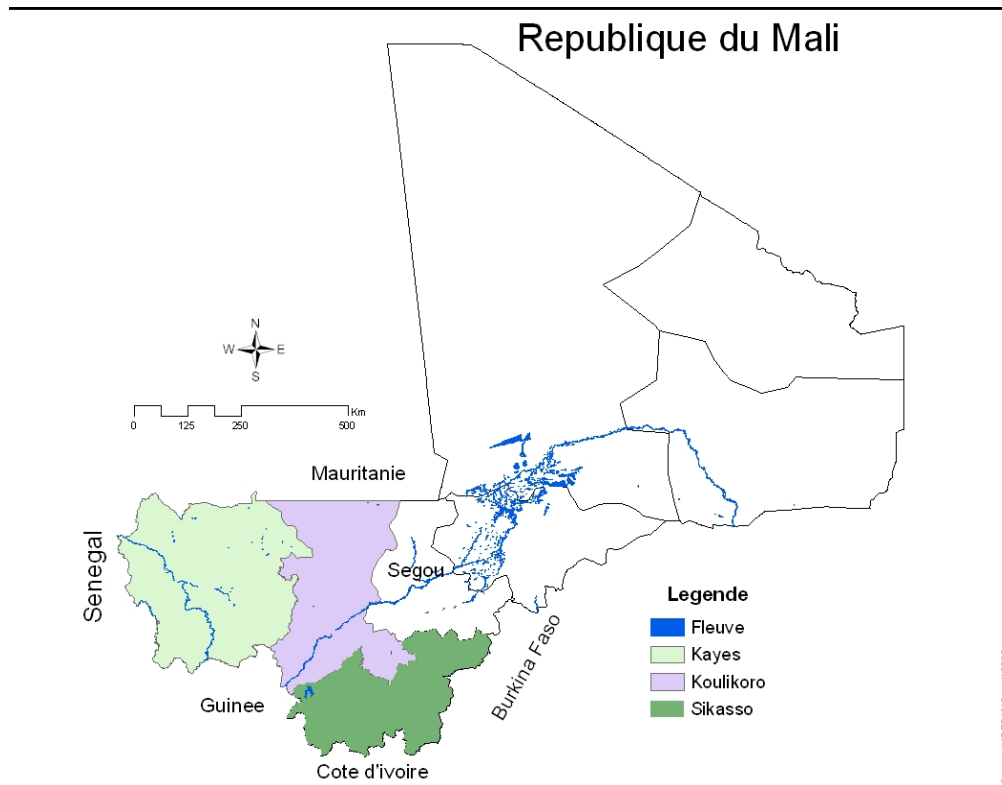 Republique du Mali
N
W E
S
Km
0 125 250 500
Mauritanie
Senegal
Segou
Guinee
Burkina Faso
Cote d'ivoire
Legende
Fleuve
Kayes
Koulikoro
Sikasso